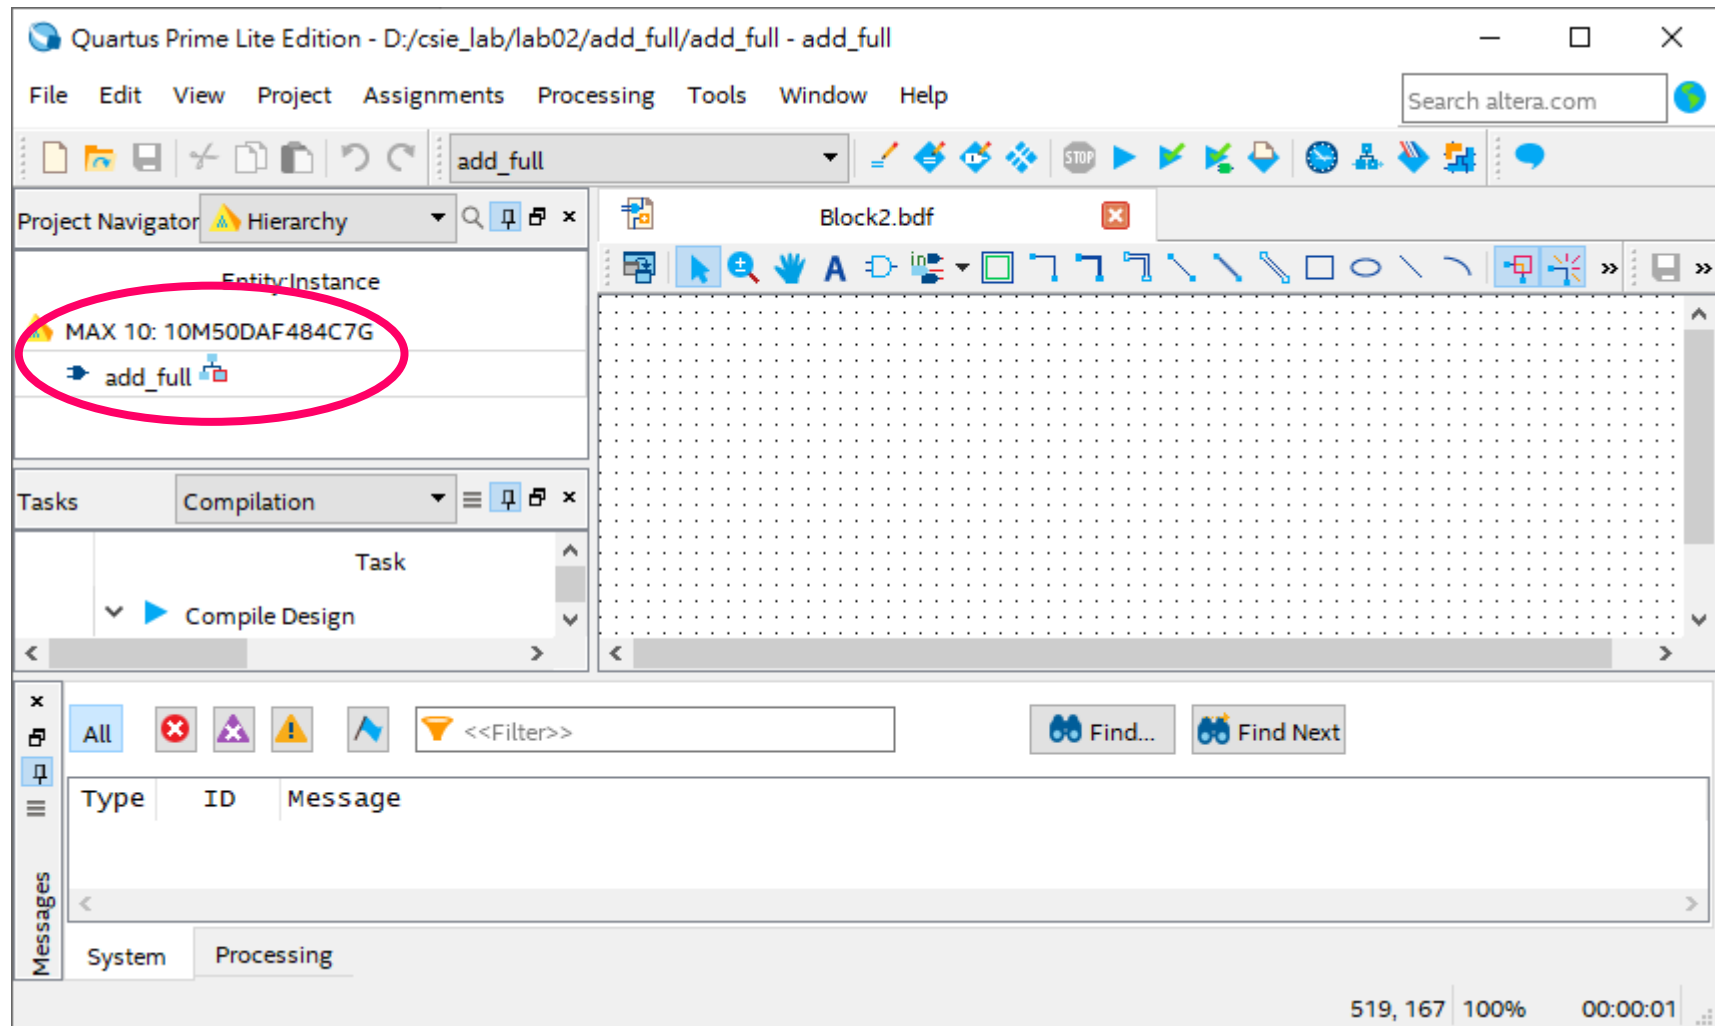 Quartus Prime Lite Edition - D:/csie_lab/lab02/add_full/add_full - add_full
File Edit View Project Assignments Processing Tools Window Help
Search altera.com
add_full
STOP
Project Navigator Hierarchy
Block2.bdf
Entity:Instance
MAX 10: 10M50DAF484C7G
add_full
Tasks Compilation
Task
Compile Design
All <<Filter>> Find... Find Next
Type ID Message
Messages
System Processing
519, 167 100% 00:00:01